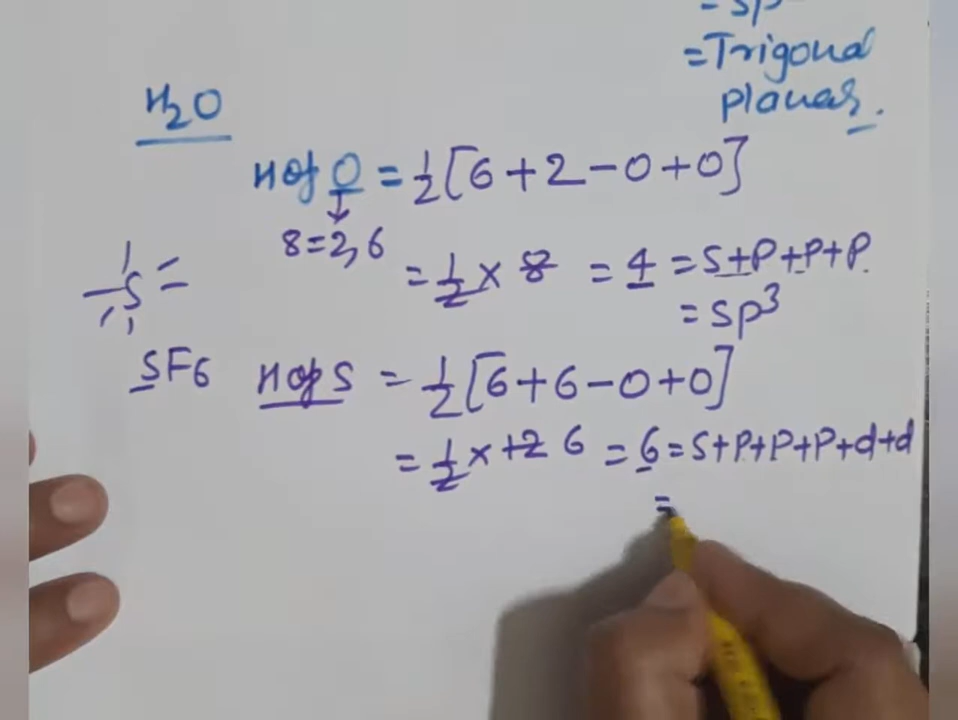 = sp
= Trigonal
planar.
H2O
H of O = 1/2 [6 + 2 - 0 + 0]
8 = 2, 6
= 1/2 x 8 = 4 = s + p + p + p
= sp³
S
SF6 H of S = 1/2 [6 + 6 - 0 + 0]
= 1/2 x 12 6 = 6 = s + p + p + p + d + d
=